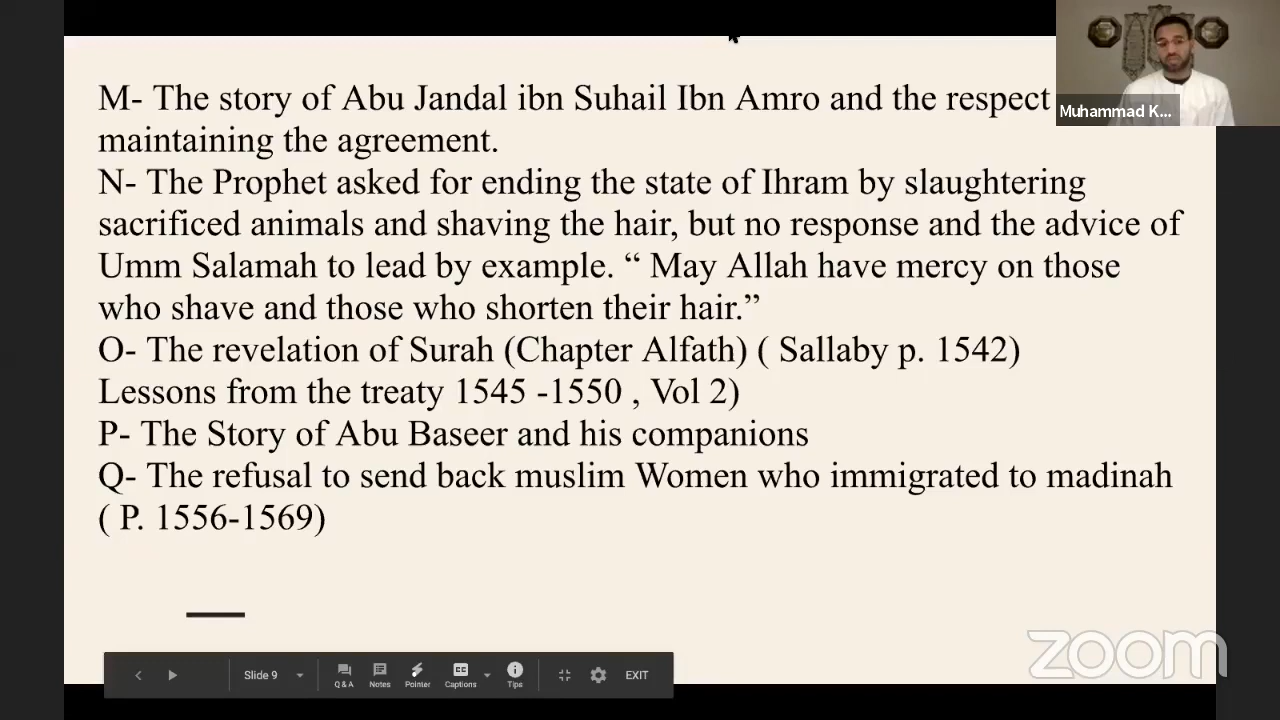 M- The story of Abu Jandal ibn Suhail Ibn Amro and the respect
maintaining the agreement.
N- The Prophet asked for ending the state of Ihram by slaughtering
sacrificed animals and shaving the hair, but no response and the advice of
Umm Salamah to lead by example. “ May Allah have mercy on those
who shave and those who shorten their hair.”
O- The revelation of Surah (Chapter Alfath) ( Sallaby p. 1542)
Lessons from the treaty 1545 -1550 , Vol 2)
P- The Story of Abu Baseer and his companions
Q- The refusal to send back muslim Women who immigrated to madinah
( P. 1556-1569)
Muhammad K...
Slide 9
Q & A
Notes
Pointer
CC
Captions
Tips
EXIT
zoom